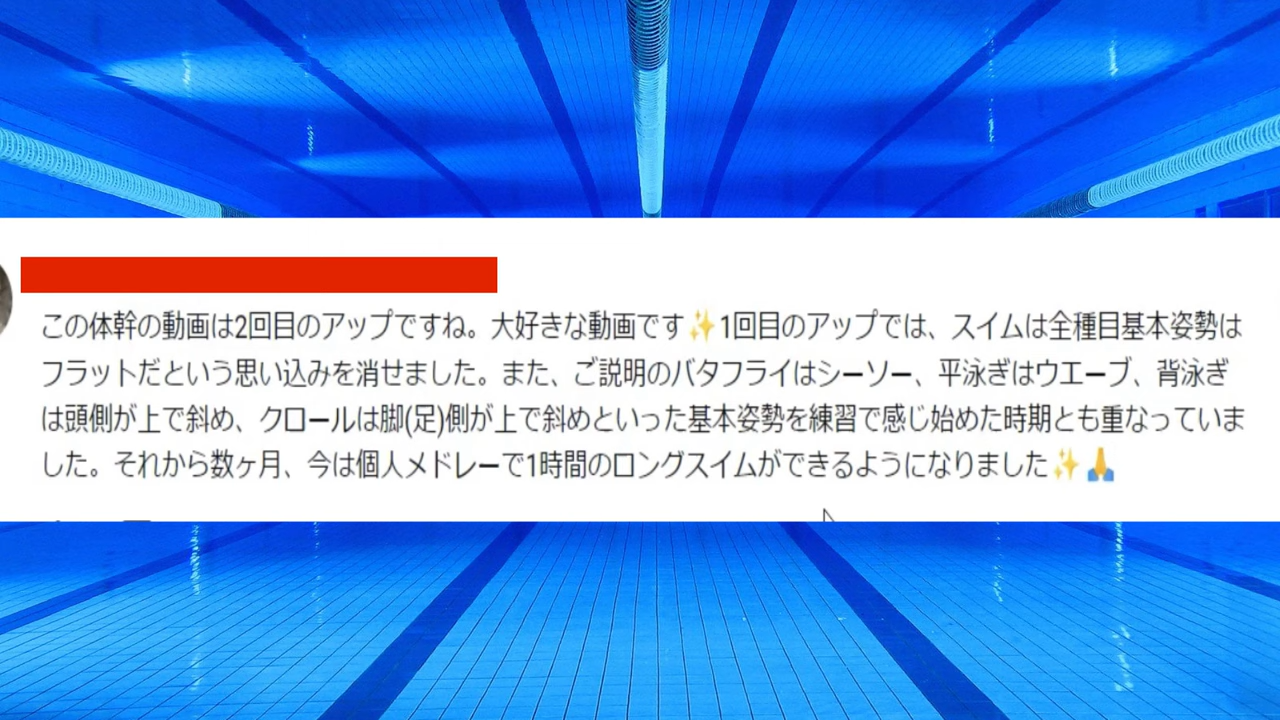 この体幹の動画は2回目のアップですね。大好きな動画です✨1回目のアップでは、スイムは全種目基本姿勢は
フラットだという思い込みを消せました。また、ご説明のバタフライはシーソー、平泳ぎはウエーブ、背泳ぎ
は頭側が上で斜め、クロールは脚(足)側が上で斜めといった基本姿勢を練習で感じ始めた時期とも重なっていま
した。それから数ヶ月、今は個人メドレーで1時間のロングスイムができるようになりました✨🙏